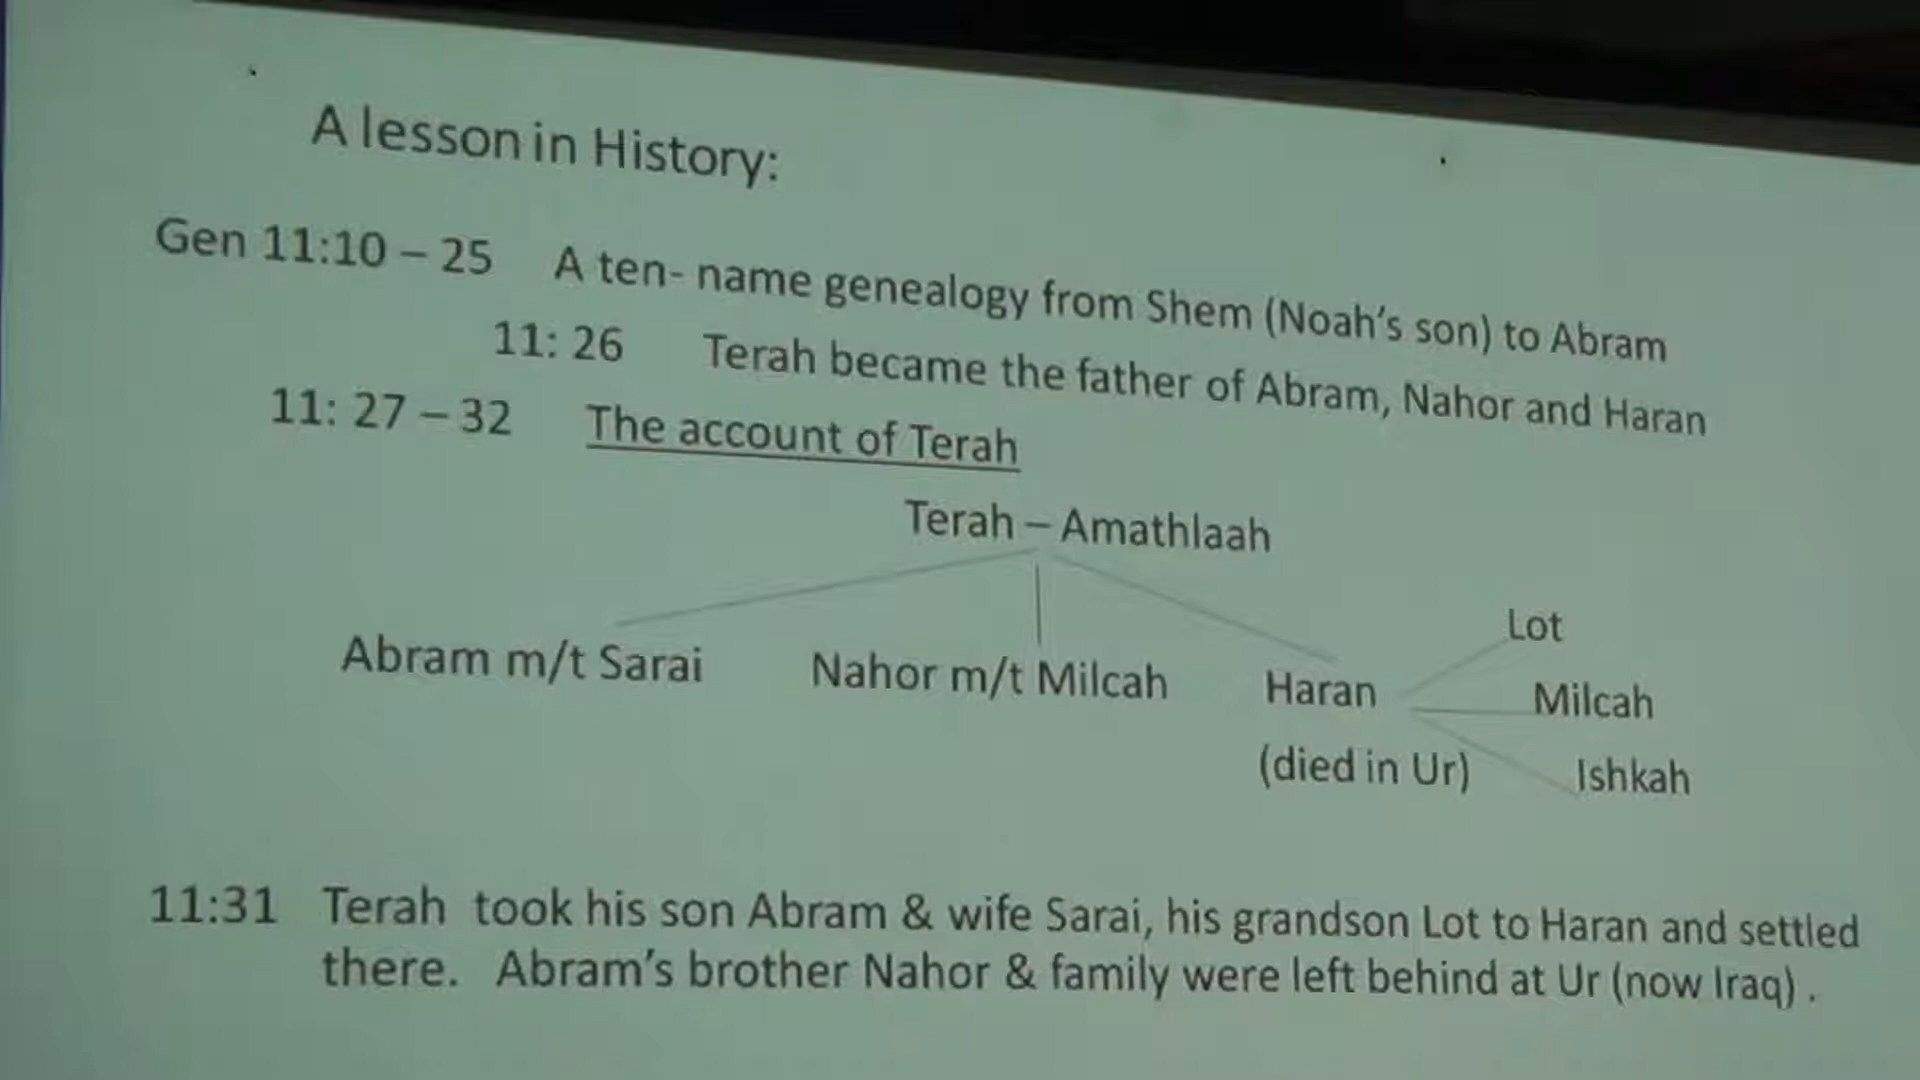 A lesson in History:
Gen 11:10 – 25 A ten- name genealogy from Shem (Noah's son) to Abram
11: 26 Terah became the father of Abram, Nahor and Haran
11: 27 – 32 The account of Terah
Terah – Amathlaah
Abram m/t Sarai Nahor m/t Milcah Haran Lot
Milcah
(died in Ur) Ishkah
11:31 Terah took his son Abram & wife Sarai, his grandson Lot to Haran and settled
there. Abram's brother Nahor & family were left behind at Ur (now Iraq) .